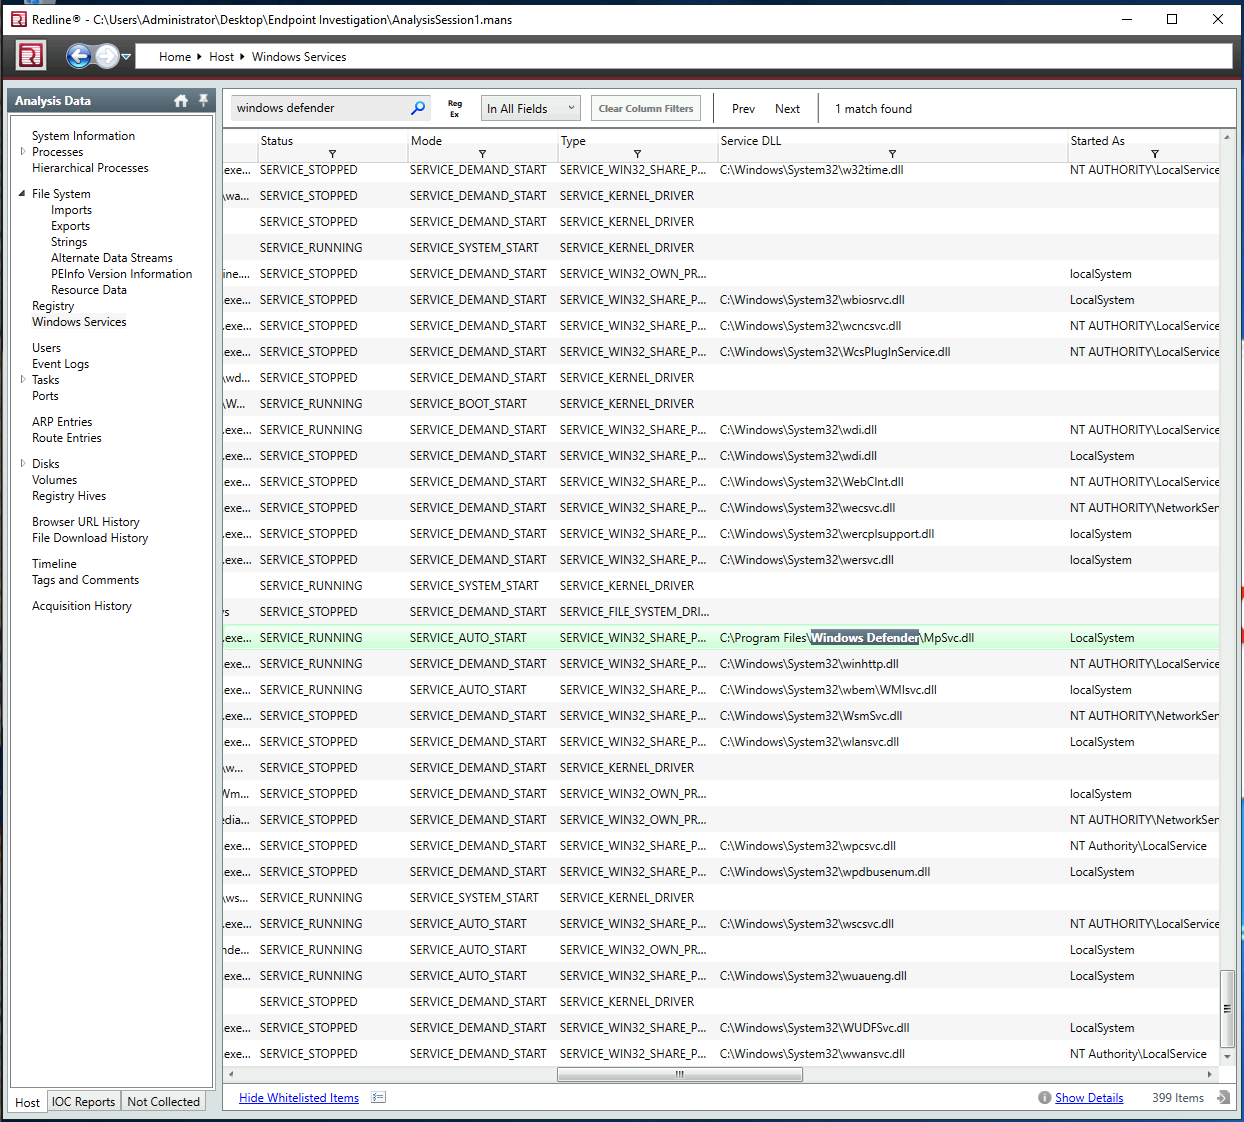 Redline® - C:\Users\Administrator\Desktop\Endpoint Investigation\AnalysisSession1.mans
Home Host Windows Services
Analysis Data
System Information
Processes
Hierarchical Processes
File System
Imports
Exports
Strings
Alternate Data Streams
PEInfo Version Information
Resource Data
Registry
Windows Services
Users
Event Logs
Tasks
Ports
ARP Entries
Route Entries
Disks
Volumes
Registry Hives
Browser URL History
File Download History
Timeline
Tags and Comments
Acquisition History
Host IOC Reports Not Collected
windows defender Reg Ex In All Fields Clear Column Filters Prev Next 1 match found
Status Mode Type Service DLL Started As
.exe... SERVICE_STOPPED SERVICE_DEMAND_START SERVICE_WIN32_SHARE_P... C:\Windows\System32\w32time.dll NT AUTHORITY\LocalService
\wa... SERVICE_STOPPED SERVICE_DEMAND_START SERVICE_KERNEL_DRIVER
SERVICE_STOPPED SERVICE_DEMAND_START SERVICE_KERNEL_DRIVER
SERVICE_RUNNING SERVICE_SYSTEM_START SERVICE_KERNEL_DRIVER
ine.... SERVICE_STOPPED SERVICE_DEMAND_START SERVICE_WIN32_OWN_PR... localSystem
.exe... SERVICE_STOPPED SERVICE_DEMAND_START SERVICE_WIN32_SHARE_P... C:\Windows\System32\wbiosrvc.dll LocalSystem
.exe... SERVICE_STOPPED SERVICE_DEMAND_START SERVICE_WIN32_SHARE_P... C:\Windows\System32\wcncsvc.dll NT AUTHORITY\LocalService
.exe... SERVICE_STOPPED SERVICE_DEMAND_START SERVICE_WIN32_SHARE_P... C:\Windows\System32\WcsPlugInService.dll NT AUTHORITY\LocalService
\wd... SERVICE_STOPPED SERVICE_DEMAND_START SERVICE_KERNEL_DRIVER
\W... SERVICE_RUNNING SERVICE_BOOT_START SERVICE_KERNEL_DRIVER
.exe... SERVICE_RUNNING SERVICE_DEMAND_START SERVICE_WIN32_SHARE_P... C:\Windows\System32\wdi.dll NT AUTHORITY\LocalService
.exe... SERVICE_STOPPED SERVICE_DEMAND_START SERVICE_WIN32_SHARE_P... C:\Windows\System32\wdi.dll LocalSystem
.exe... SERVICE_STOPPED SERVICE_DEMAND_START SERVICE_WIN32_SHARE_P... C:\Windows\System32\WebClnt.dll NT AUTHORITY\LocalService
.exe... SERVICE_STOPPED SERVICE_DEMAND_START SERVICE_WIN32_SHARE_P... C:\Windows\System32\wecsvc.dll NT AUTHORITY\NetworkSer
.exe... SERVICE_STOPPED SERVICE_DEMAND_START SERVICE_WIN32_SHARE_P... C:\Windows\System32\wercplsupport.dll localSystem
.exe... SERVICE_STOPPED SERVICE_DEMAND_START SERVICE_WIN32_SHARE_P... C:\Windows\System32\wersvc.dll localSystem
SERVICE_RUNNING SERVICE_SYSTEM_START SERVICE_KERNEL_DRIVER
/s SERVICE_STOPPED SERVICE_DEMAND_START SERVICE_FILE_SYSTEM_DRI...
.exe... SERVICE_RUNNING SERVICE_AUTO_START SERVICE_WIN32_SHARE_P... C:\Program Files\Windows Defender\MpSvc.dll LocalSystem
.exe... SERVICE_RUNNING SERVICE_DEMAND_START SERVICE_WIN32_SHARE_P... C:\Windows\System32\winhttp.dll NT AUTHORITY\LocalService
.exe... SERVICE_RUNNING SERVICE_AUTO_START SERVICE_WIN32_SHARE_P... C:\Windows\System32\wbem\WMIsvc.dll localSystem
.exe... SERVICE_STOPPED SERVICE_DEMAND_START SERVICE_WIN32_SHARE_P... C:\Windows\System32\WsmSvc.dll NT AUTHORITY\NetworkSer
.exe... SERVICE_STOPPED SERVICE_DEMAND_START SERVICE_WIN32_SHARE_P... C:\Windows\System32\wlansvc.dll LocalSystem
\w... SERVICE_STOPPED SERVICE_DEMAND_START SERVICE_KERNEL_DRIVER
Wm... SERVICE_STOPPED SERVICE_DEMAND_START SERVICE_WIN32_OWN_PR... localSystem
edia... SERVICE_STOPPED SERVICE_DEMAND_START SERVICE_WIN32_OWN_PR... NT AUTHORITY\NetworkSer
.exe... SERVICE_STOPPED SERVICE_DEMAND_START SERVICE_WIN32_SHARE_P... C:\Windows\System32\wpcsvc.dll NT Authority\LocalService
.exe... SERVICE_STOPPED SERVICE_DEMAND_START SERVICE_WIN32_SHARE_P... C:\Windows\System32\wpdbusenum.dll LocalSystem
\ws... SERVICE_RUNNING SERVICE_SYSTEM_START SERVICE_KERNEL_DRIVER
.exe... SERVICE_RUNNING SERVICE_AUTO_START SERVICE_WIN32_SHARE_P... C:\Windows\System32\wscsvc.dll NT AUTHORITY\LocalService
nde... SERVICE_RUNNING SERVICE_AUTO_START SERVICE_WIN32_OWN_PR... LocalSystem
.exe... SERVICE_RUNNING SERVICE_AUTO_START SERVICE_WIN32_SHARE_P... C:\Windows\System32\wuaueng.dll LocalSystem
SERVICE_STOPPED SERVICE_DEMAND_START SERVICE_KERNEL_DRIVER
.exe... SERVICE_STOPPED SERVICE_DEMAND_START SERVICE_WIN32_SHARE_P... C:\Windows\System32\WUDFSvc.dll LocalSystem
.exe... SERVICE_STOPPED SERVICE_DEMAND_START SERVICE_WIN32_SHARE_P... C:\Windows\System32\wwansvc.dll NT Authority\LocalService
Hide Whitelisted Items Show Details 399 Items